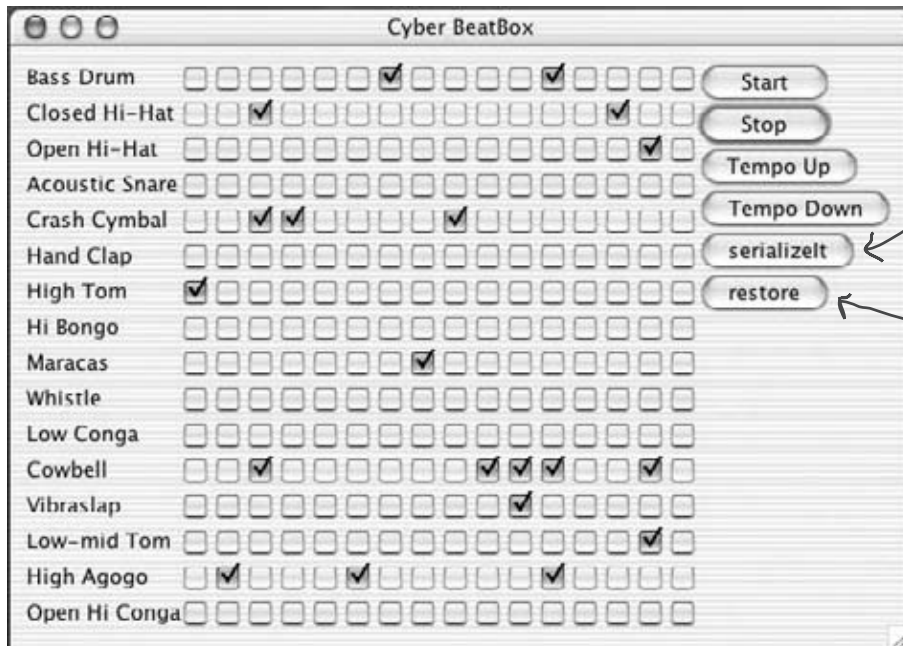 Cyber BeatBox
Bass Drum
Closed Hi-Hat
Open Hi-Hat
Acoustic Snare
Crash Cymbal
Hand Clap
High Tom
Hi Bongo
Maracas
Whistle
Low Conga
Cowbell
Vibraslap
Low-mid Tom
High Agogo
Open Hi Conga
Start
Stop
Tempo Up
Tempo Down
serializeIt
restore